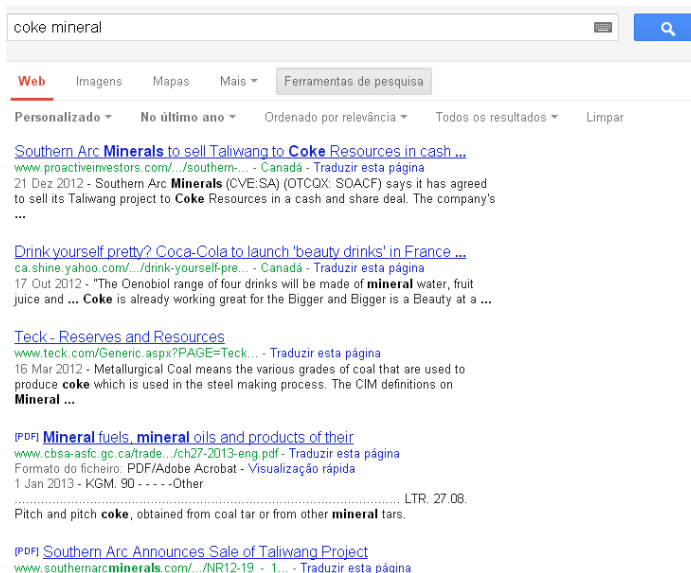 coke mineral
Web Imagens Mapas Mais Ferramentas de pesquisa
Personalizado No último ano Ordenado por relevância Todos os resultados Limpar
Southern Arc Minerals to sell Taliwang to Coke Resources in cash ...
www.proactiveinvestors.com/.../southern-... - Canadá - Traduzir esta página
21 Dez 2012 - Southern Arc Minerals (CVE:SA) (OTCQX: SOACF) says it has agreed
to sell its Taliwang project to Coke Resources in a cash and share deal. The company's
...
Drink yourself pretty? Coca-Cola to launch 'beauty drinks' in France ...
ca.shine.yahoo.com/.../drink-yourself-pre... - Canadá - Traduzir esta página
17 Out 2012 - "The Oenobiol range of four drinks will be made of mineral water, fruit
juice and ... Coke is already working great for the Bigger and Bigger is a Beauty at a ...
Teck - Reserves and Resources
www.teck.com/Generic.aspx?PAGE=Teck... - Traduzir esta página
16 Mar 2012 - Metallurgical Coal means the various grades of coal that are used to
produce coke which is used in the steel making process. The CIM definitions on
Mineral ...
[PDF] Mineral fuels, mineral oils and products of their
www.cbsa-asfc.gc.ca/trade.../ch27-2013-eng.pdf - Traduzir esta página
Formato do ficheiro: PDF/Adobe Acrobat - Visualização rápida
1 Jan 2013 - KGM. 90 - - - - -Other
.................................................................................................... LTR. 27.08.
Pitch and pitch coke, obtained from coal tar or from other mineral tars.
[PDF] Southern Arc Announces Sale of Taliwang Project
www.southernarcminerals.com/.../NR12-19_-_1... - Traduzir esta página